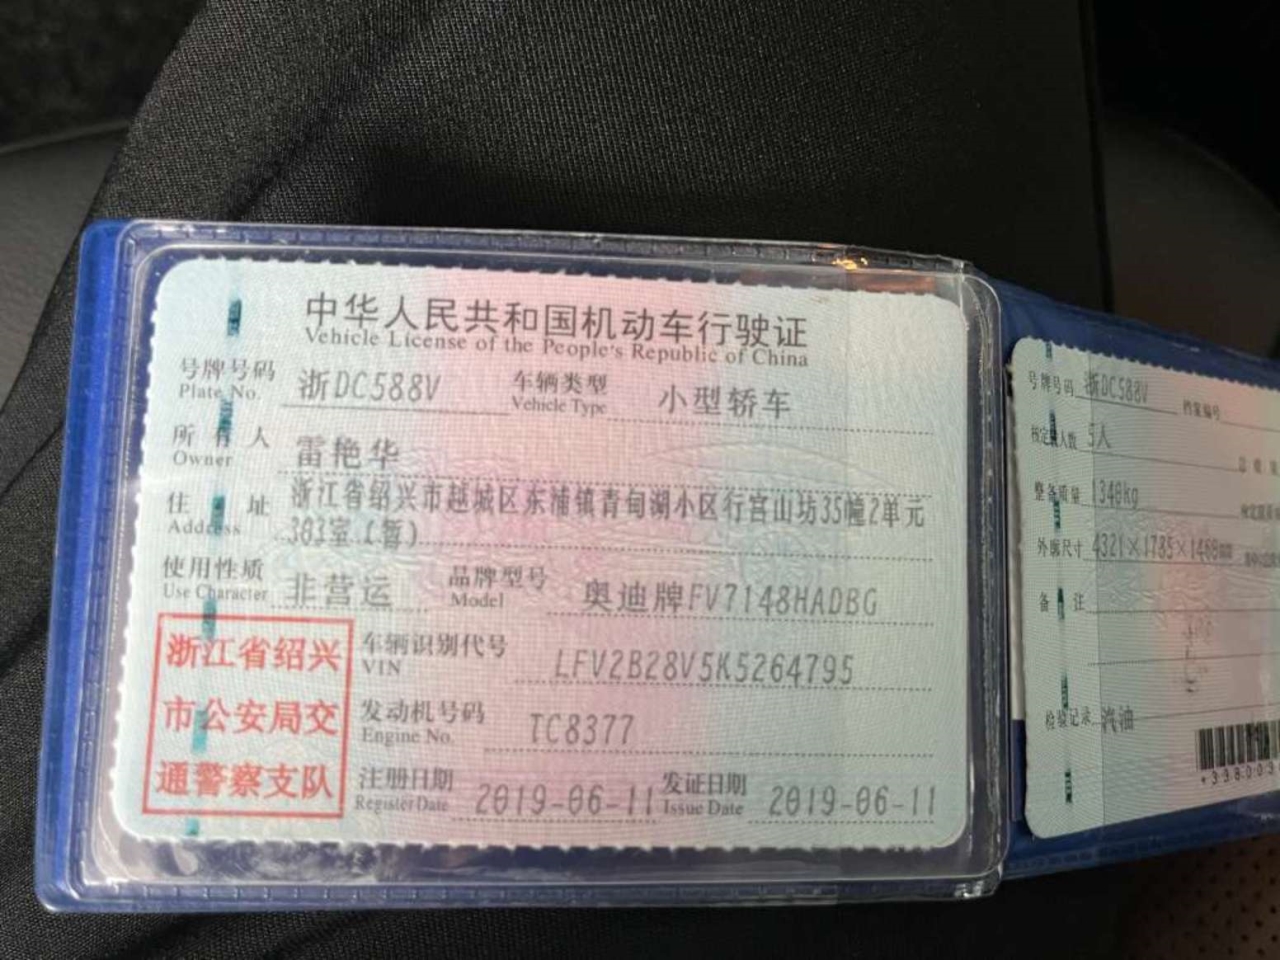 中华人民共和国机动车行驶证
Vehicle License of the People's Republic of China
号牌号码 浙DC588V 车辆类型 小型轿车
Plate No. Vehicle Type
所有人 雷艳华
Owner
住址 浙江省绍兴市越城区东浦镇青甸湖小区行宫山坊35幢2单元
Address 303室(暂)
使用性质 非营运 品牌型号 奥迪牌FV7148HADBG
Use Character Model
车辆识别代号 LFV2B28V5K5264795
VIN
发动机号码 TC8377
Engine No.
注册日期 2019-06-11 发证日期 2019-06-11
Register Date Issue Date
浙江省绍兴
市公安局交
通警察支队
号牌号码 浙DC588V 档案编号
核定载人数 5人
整备质量 1340kg
外廓尺寸 4321×1785×1468
备注
检验记录 汽油